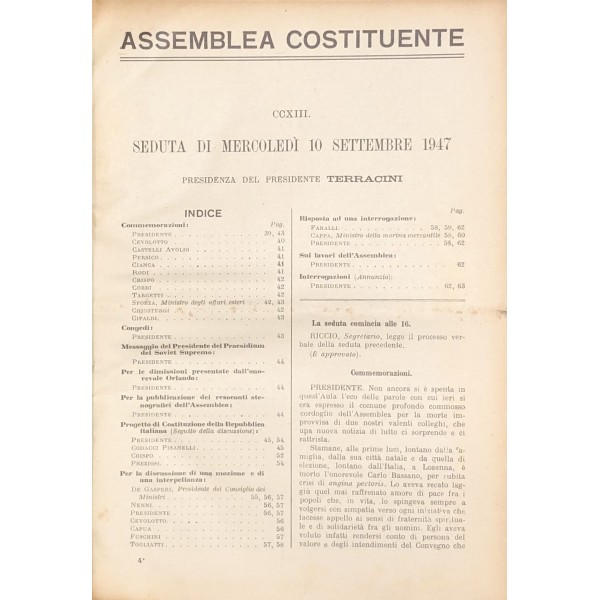 ASSEMBLEA COSTITUENTE
CCXIII.
SEDUTA DI MERCOLEDÌ 10 SETTEMBRE 1947
PRESIDENZA DEL PRESIDENTE TERRACINI
INDICE
Pag.
Commemorazioni:
PRESIDENTE . . . 39, 43
CEVOLOTTO . . . 40
CASTELLI AVOLIO . . . 41
PERSICO . . . 41
CIANCA . . . 41
RODI . . . 41
CRISPO . . . 42
CORBI . . . 42
TARGETTI . . . 42
SFORZA, Ministro degli affari esteri . . 42, 43
. . . 43
CIFALDI . . . 43
Congedi:
PRESIDENTE . . . 43
Messaggio del Presidente del Praesidium
del Soviet Supremo:
PRESIDENTE . . . 44
Per le dimissioni presentate dall'ono-
revole Orlando:
PRESIDENTE . . . 44
Per la pubblicazione dei resoconti ste-
nografici dell'Assemblea:
PRESIDENTE . . . 44
Progetto di Costituzione della Repubblica
italiana (Seguito della discussione):
PRESIDENTE . . . 45, 54
CODACCI PISANELLI . . . 45
CRISPO . . . 52
PREZIOSI . . . 54
Per la discussione di una mozione e di
una interpellanza:
DE GASPERI, Presidente del Consiglio dei
Ministri . . . 55, 56, 57
NENNI . . . 56, 57
PRESIDENTE . . . 56, 57
CEVOLOTTO . . . 56
CAPUA . . . 56
FUSCHINI . . . 57
TOGLIATTI . . . 57, 58
4*
Pag.
Risposta ad una interrogazione:
FARALLI . . . 58, 59, 62
CAPPA, Ministro della marina mercantile 58, 60
PRESIDENTE . . . 58, 62
Sui lavori dell'Assemblea:
PRESIDENTE . . . 62
Interrogazioni (Annunzio):
PRESIDENTE . . . 62, 63
La seduta comincia alle 16.
RICCIO, Segretario, legge il processo ver-
bale della seduta precedente.
(È approvato).
Commemorazioni.
PRESIDENTE. Non ancora si è spenta in
quest'Aula l'eco delle parole con cui ieri si
era espresso il comune profondo commosso
cordoglio dell'Assemblea per la morte im-
provvisa di due nostri valenti colleghi, che
una nuova notizia di lutto ci sorprende e ci
rattrista.
Stamane, alle prime luci, lontano dalla fa-
miglia, dalla sua città natale e da quella di
elezione, lontano dall'Italia, a Losanna, è
morto l'onorevole Carlo Bassano, per subita
crisi di angina pectoris. Lo aveva recato lag-
giù quel mai raffrenato amore di pace fra i
popoli che, in vita, lo spingeva sempre a
volgersi con simpatia verso ogni iniziativa che
facesse appello ai sensi di fraternità spiritua-
le e di solidarietà fra gli uomini. Egli aveva
voluto infatti rendersi conto di persona del
valore e degli intendimenti del Convegno che